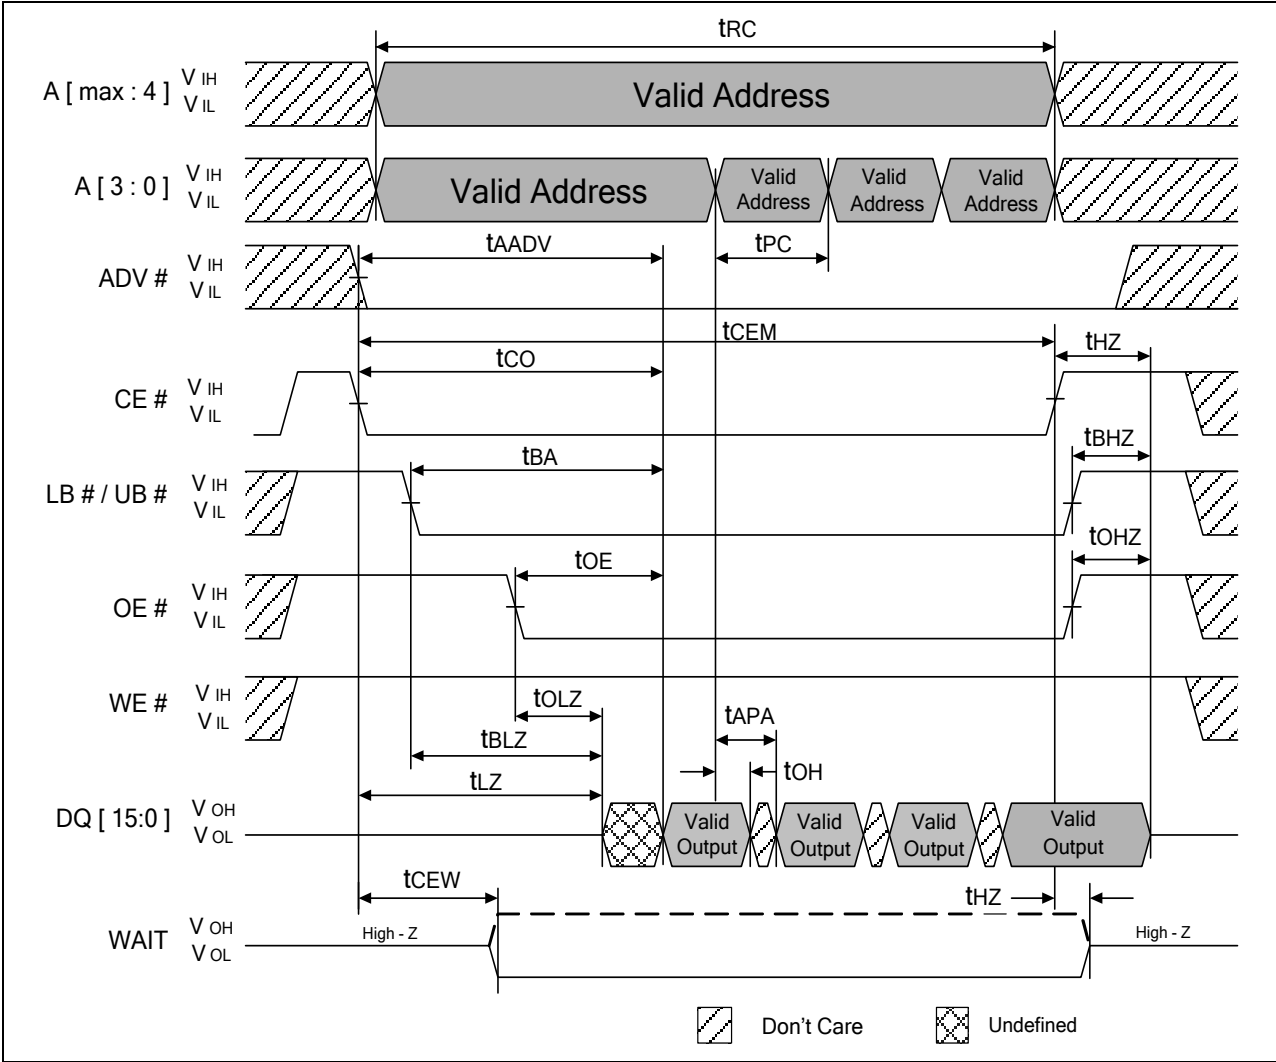 tRC
A [ max : 4 ] V IH
V IL
Valid Address
A [ 3 : 0 ] V IH
V IL
Valid Address
Valid
Address
Valid
Address
Valid
Address
tAADV
tPC
ADV # V IH
V IL
tCEM
tCO
tHZ
CE # V IH
V IL
tBA
tBHZ
LB # / UB # V IH
V IL
tOE
tOHZ
OE # V IH
V IL
WE # V IH
V IL
tOLZ
tAPA
tBLZ
tOH
tLZ
DQ [ 15:0 ] V OH
V OL
Valid
Output
Valid
Output
Valid
Output
Valid
Output
tCEW
tHZ
WAIT V OH
V OL
High - Z
High - Z
Don't Care
Undefined